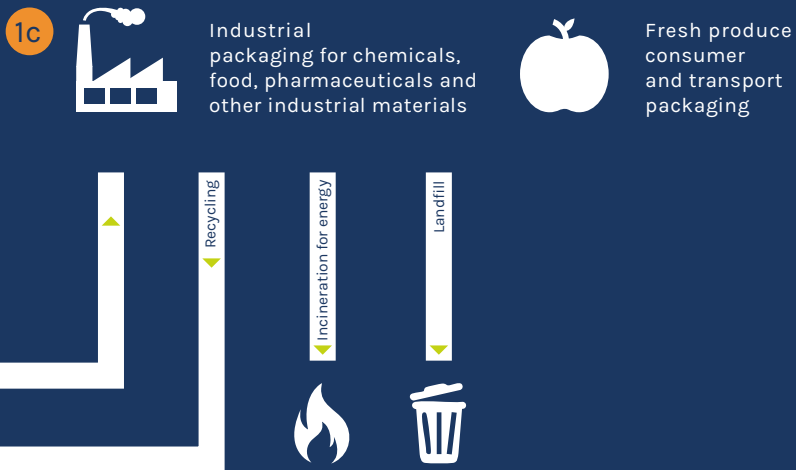 1c
Industrial
packaging for chemicals,
food, pharmaceuticals and
other industrial materials
Fresh produce
consumer
and transport
packaging
Recycling
Incineration for energy
Landfill